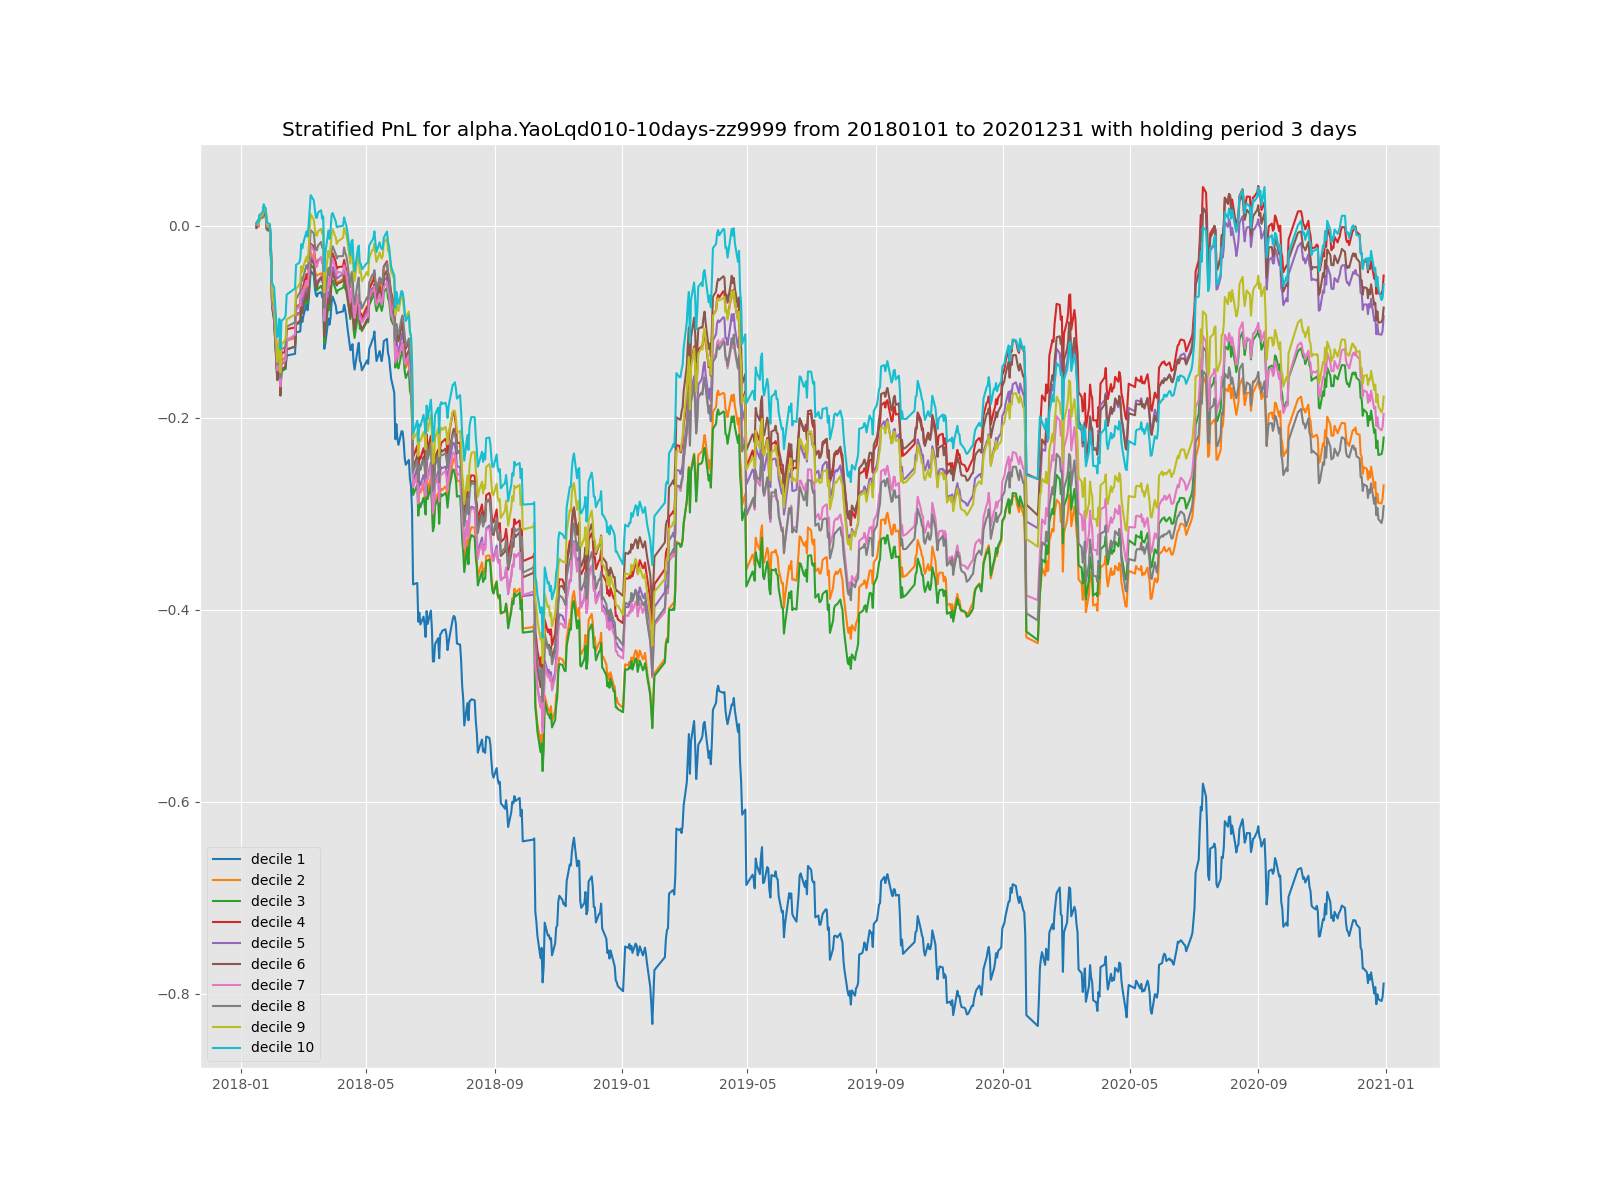 Stratified PnL for alpha.YaoLqd010-10days-zz9999 from 20180101 to 20201231 with holding period 3 days
0.0
−0.2
−0.4
−0.6
−0.8
decile 1
decile 2
decile 3
decile 4
decile 5
decile 6
decile 7
decile 8
decile 9
decile 10
2018-01 2018-05 2018-09 2019-01 2019-05 2019-09 2020-01 2020-05 2020-09 2021-01